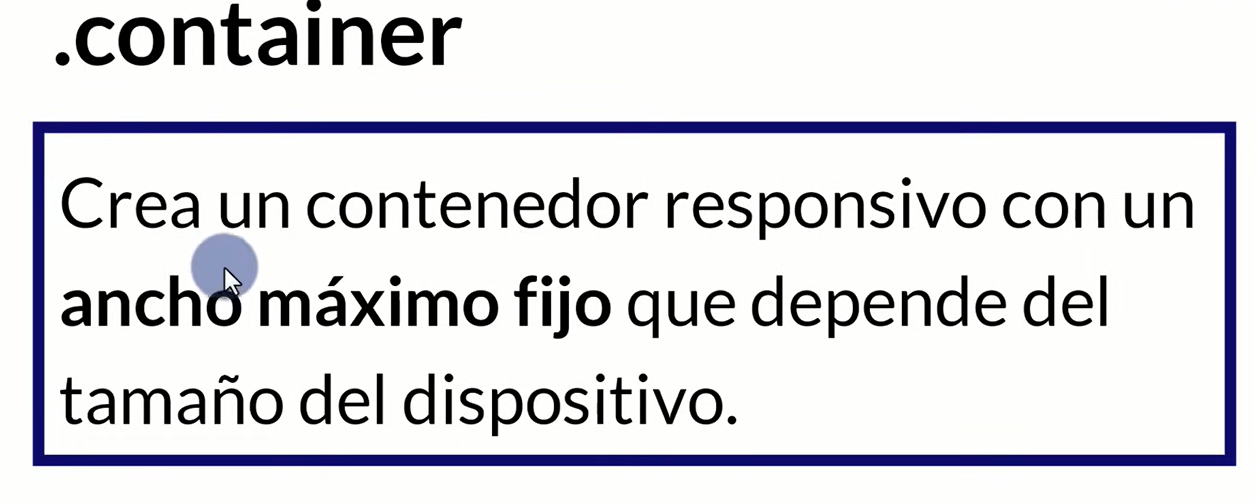 .container
Crea un contenedor responsivo con un
ancho máximo fijo que depende del
tamaño del dispositivo.